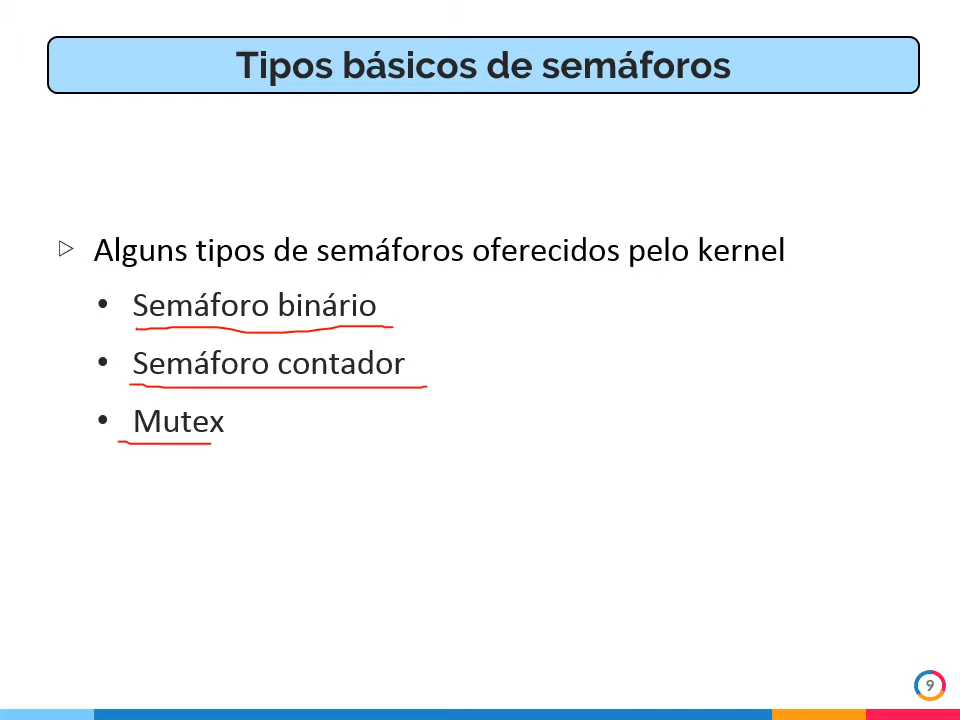 Tipos básicos de semáforos
Alguns tipos de semáforos oferecidos pelo kernel
• Semáforo binário
• Semáforo contador
• Mutex
9